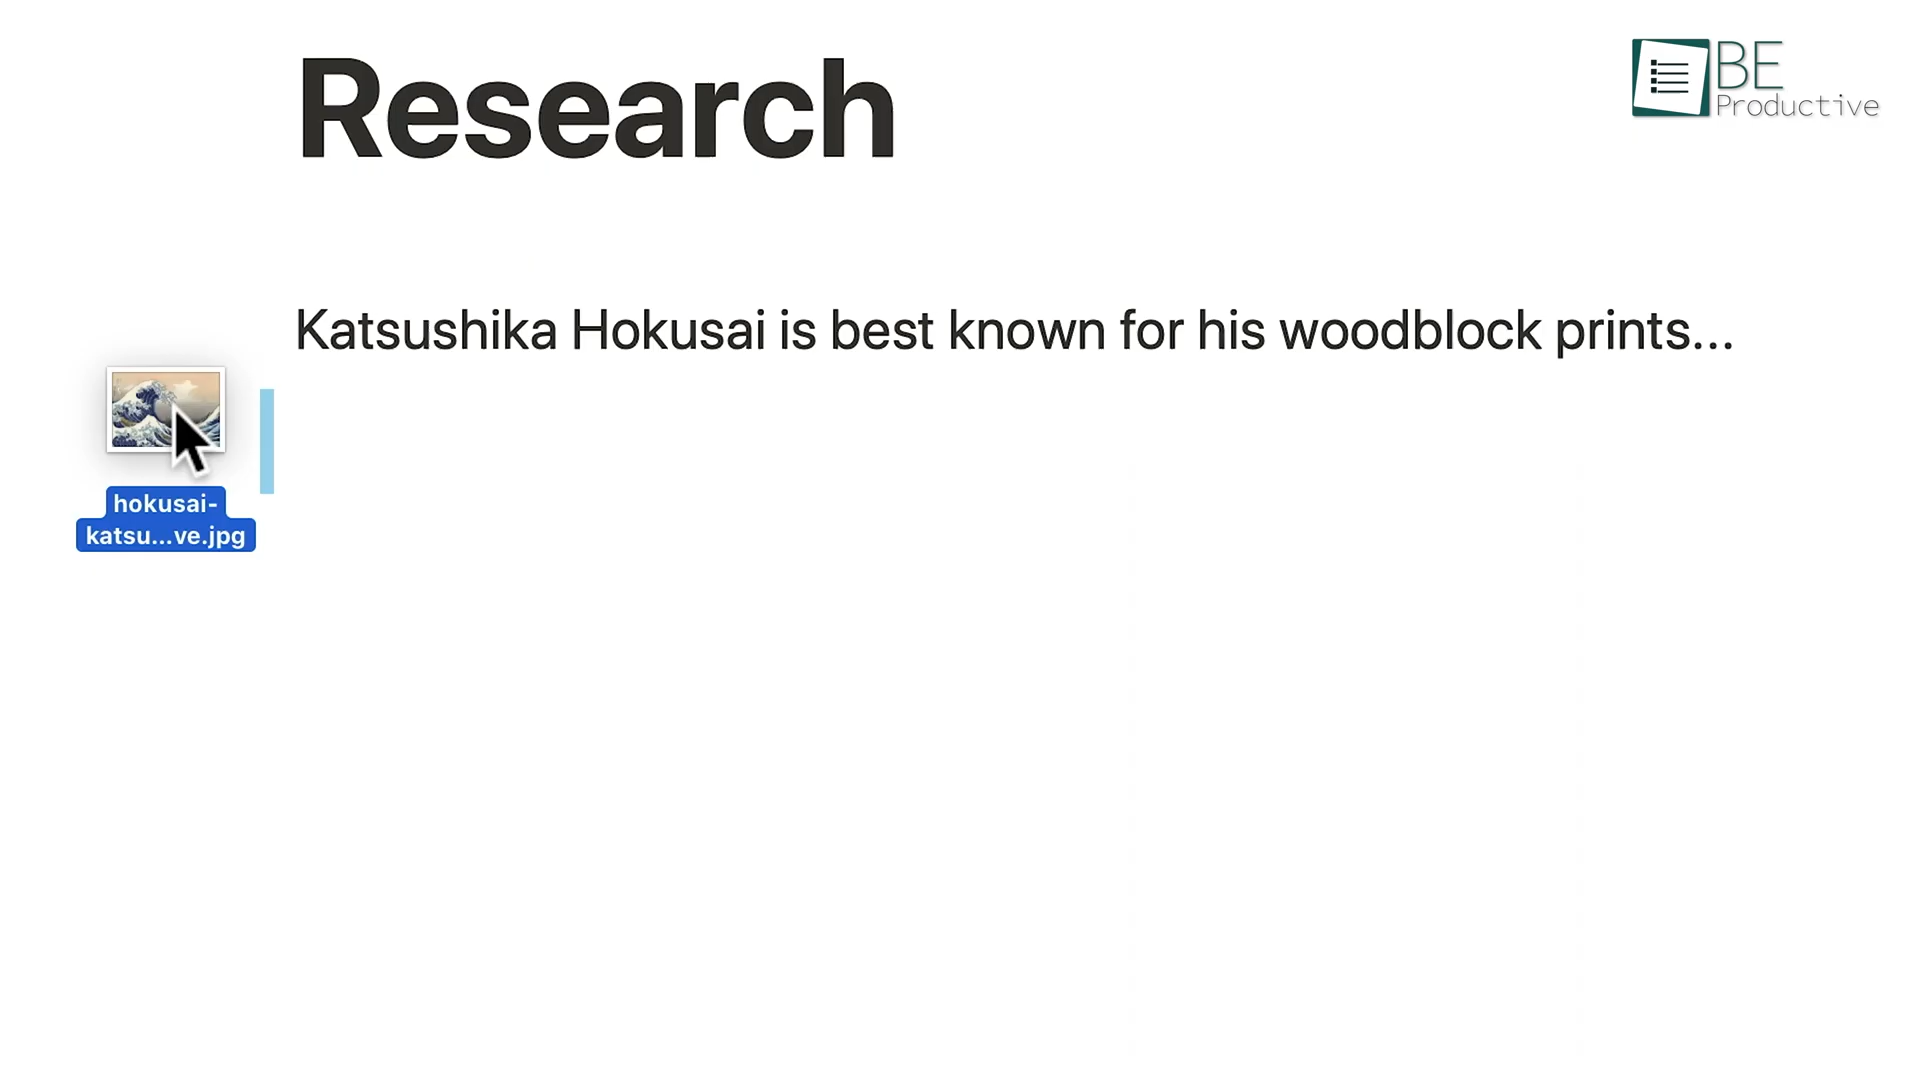 Research
BE
Productive
Katsushika Hokusai is best known for his woodblock prints...
hokusai-
katsu...ve.jpg